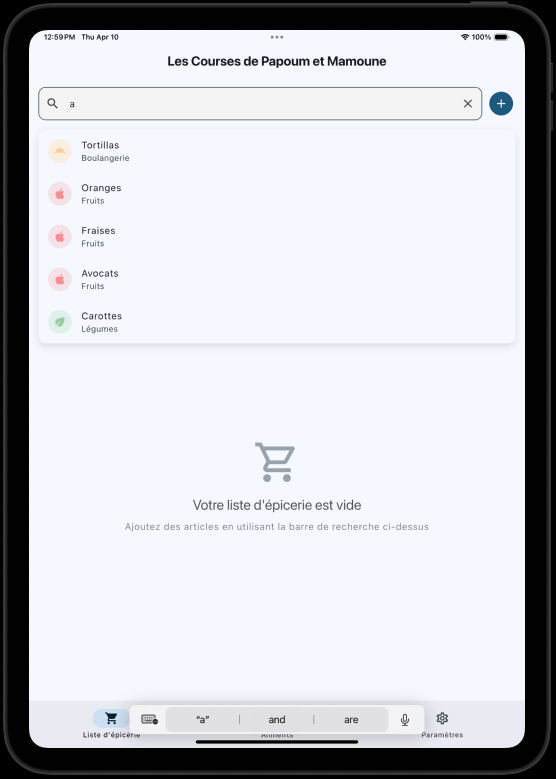 12:59 PM Thu Apr 10
100%
Les Courses de Papoum et Mamoune
a
Tortillas
Boulangerie
Oranges
Fruits
Fraises
Fruits
Avocats
Fruits
Carottes
Légumes
Votre liste d'épicerie est vide
Ajoutez des articles en utilisant la barre de recherche ci-dessus
"a" and are
Liste d'épicerie Aliments Paramètres